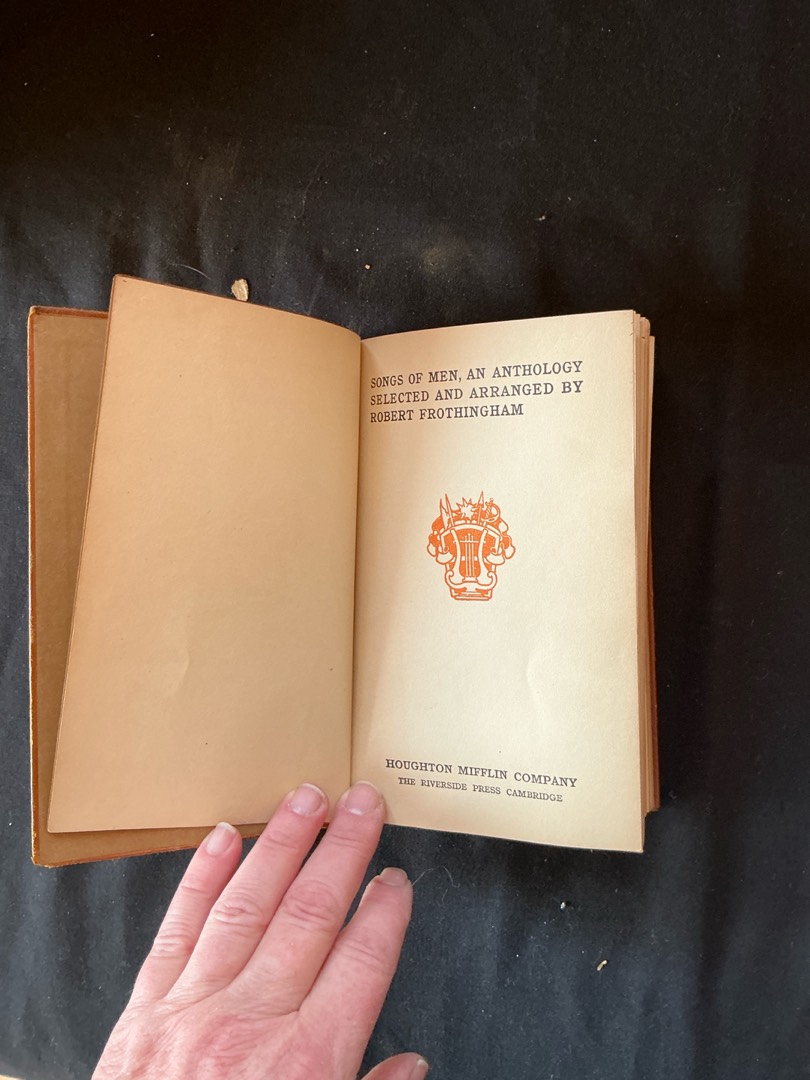 SONGS OF MEN, AN ANTHOLOGY
SELECTED AND ARRANGED BY
ROBERT FROTHINGHAM
HOUGHTON MIFFLIN COMPANY
THE RIVERSIDE PRESS CAMBRIDGE